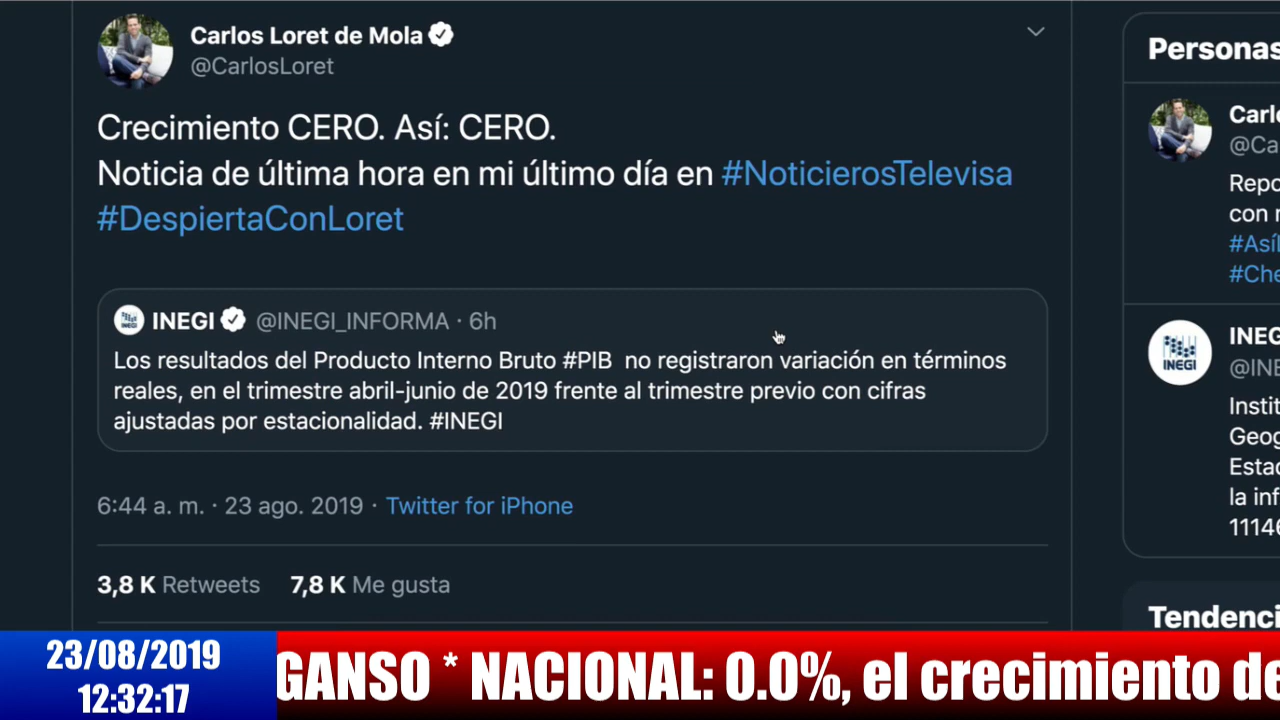 Carlos Loret de Mola
@CarlosLoret
Crecimiento CERO. Así: CERO.
Noticia de última hora en mi último día en #NoticierosTelevisa
#DespiertaConLoret
INEGI @INEGI_INFORMA · 6h
Los resultados del Producto Interno Bruto #PIB no registraron variación en términos
reales, en el trimestre abril-junio de 2019 frente al trimestre previo con cifras
ajustadas por estacionalidad. #INEGI
6:44 a. m. · 23 ago. 2019 · Twitter for iPhone
3,8 K Retweets 7,8 K Me gusta
Personas
Carl
@Ca
Repo
con
#Asíl
#Che
INEG
INEGI
@INE
Instit
Geog
Estad
la inf
11146
Tendenci
23/08/2019
12:32:17
GANSO * NACIONAL: 0.0%, el crecimiento de